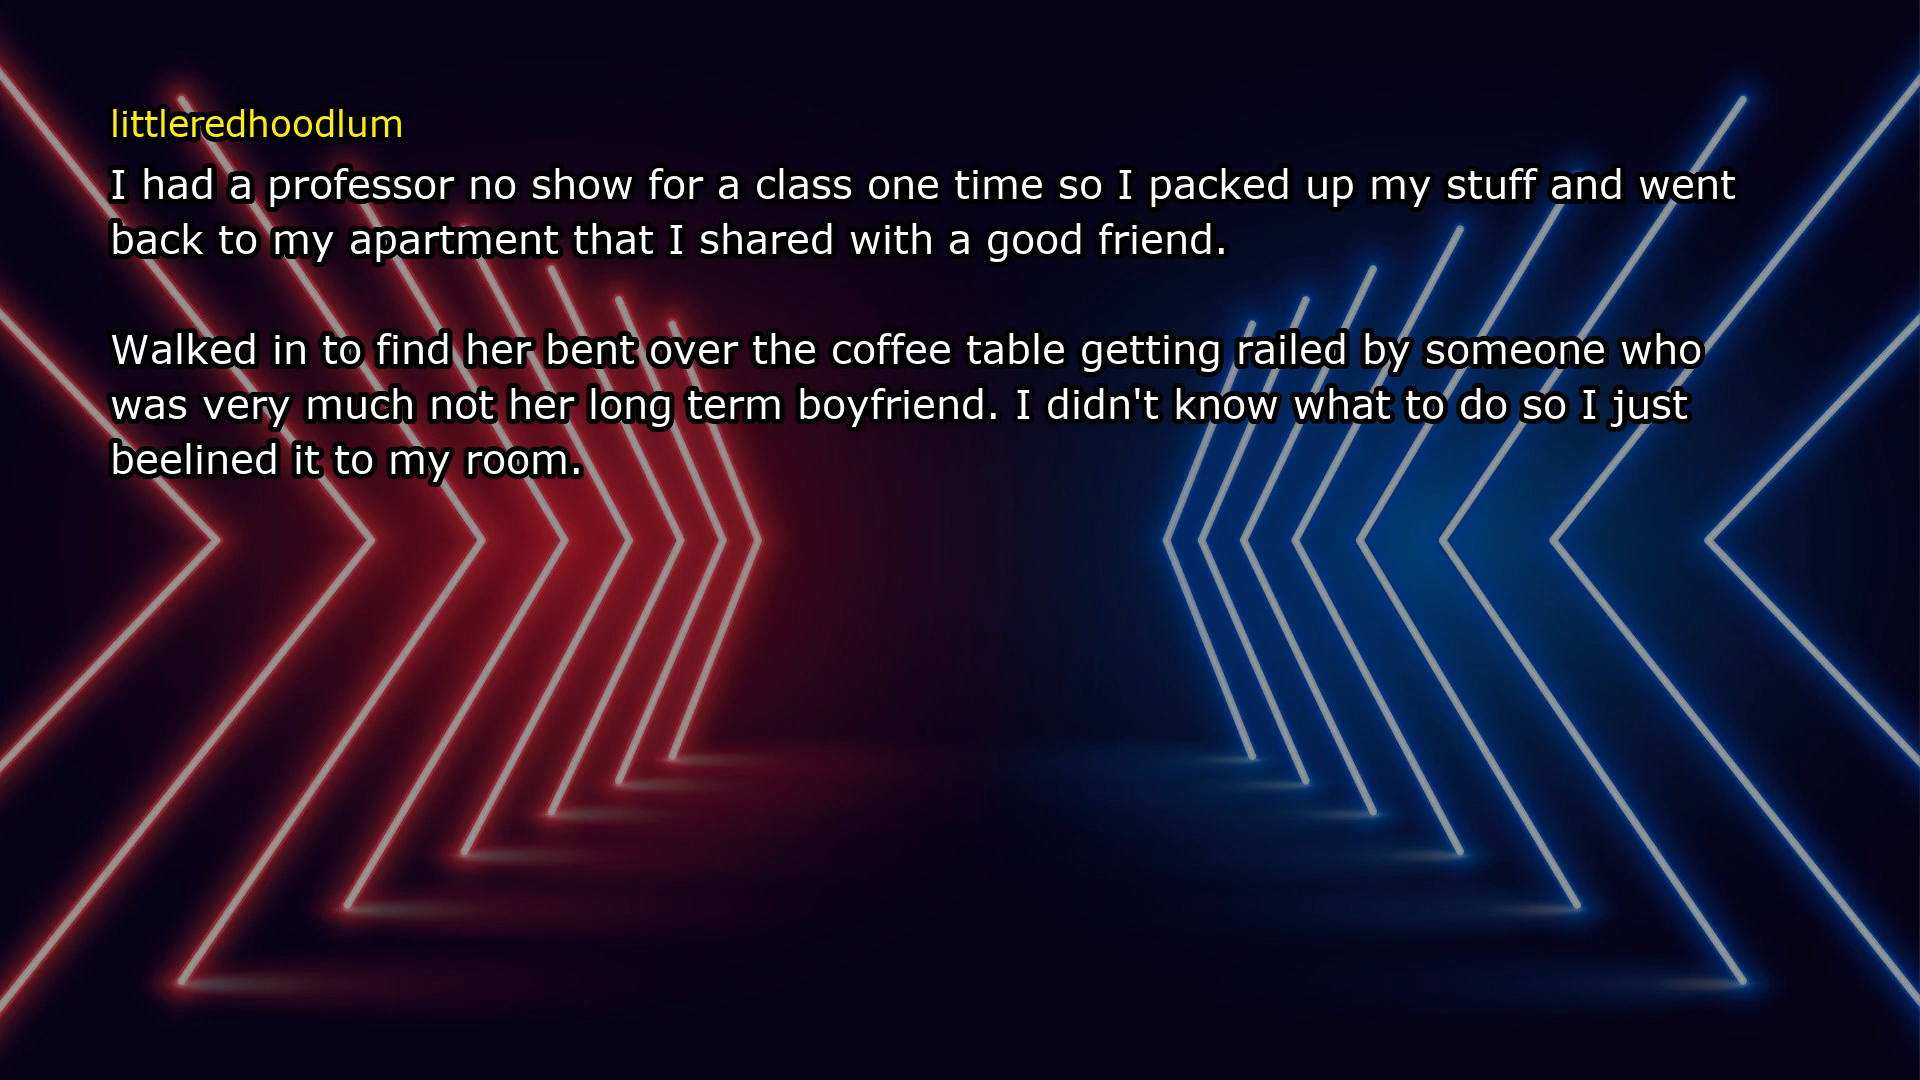 littleredhoodlum
I had a professor no show for a class one time so I packed up my stuff and went
back to my apartment that I shared with a good friend.
Walked in to find her bent over the coffee table getting railed by someone who
was very much not her long term boyfriend. I didn't know what to do so I just
beelined it to my room.